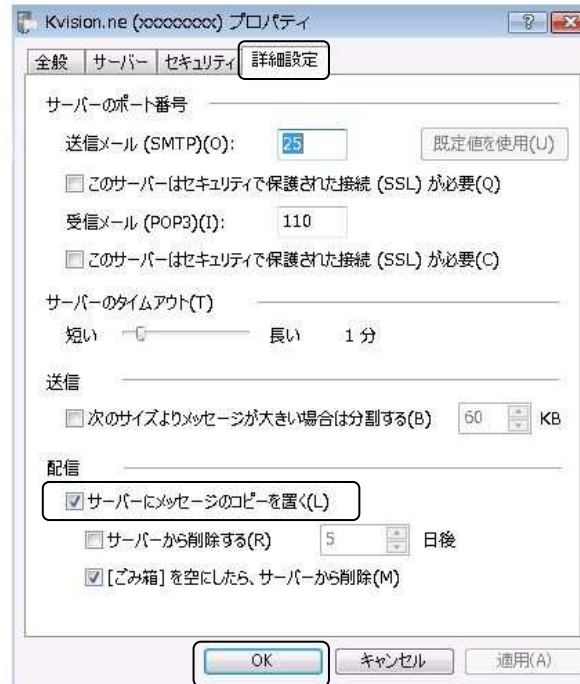 Kvision.ne (xxxxxxxxx) プロパティ
全般 サーバー セキュリティ 詳細設定
サーバーのポート番号
送信メール (SMTP)(O): 25 既定値を使用(U)
このサーバーはセキュリティで保護された接続 (SSL) が必要(Q)
受信メール (POP3)(I): 110
このサーバーはセキュリティで保護された接続 (SSL) が必要(C)
サーバーのタイムアウト(T)
短い 長い 1 分
送信
次のサイズよりメッセージが大きい場合は分割する(B) 60 KB
配信
サーバーにメッセージのコピーを置く(L)
サーバーから削除する(R) 5 日後
[ごみ箱] を空にしたら、サーバーから削除(M)
OK キャンセル 適用(A)